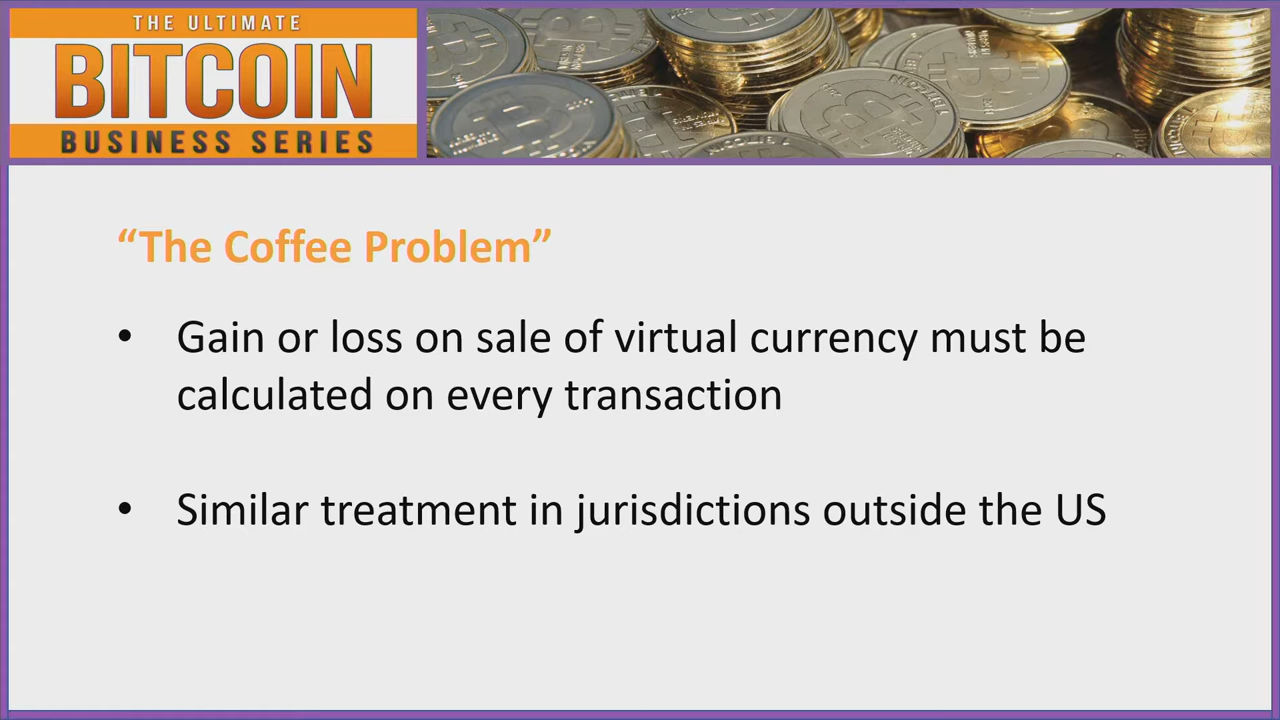 THE ULTIMATE
BITCOIN
BUSINESS SERIES
“The Coffee Problem”
• Gain or loss on sale of virtual currency must be
calculated on every transaction
• Similar treatment in jurisdictions outside the US